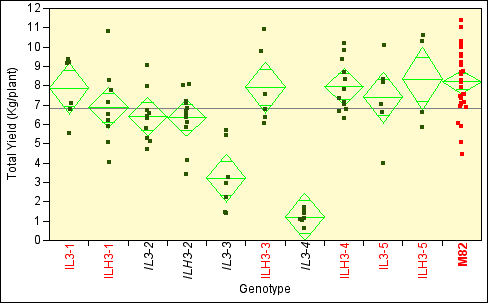 12
11
10
9
8
7
6
5
4
3
2
1
0
Total Yield (Kg/plant)
IL3-1
ILH3-1
IL3-2
ILH3-2
IL3-3
ILH3-3
IL3-4
ILH3-4
IL3-5
ILH3-5
M82
Genotype